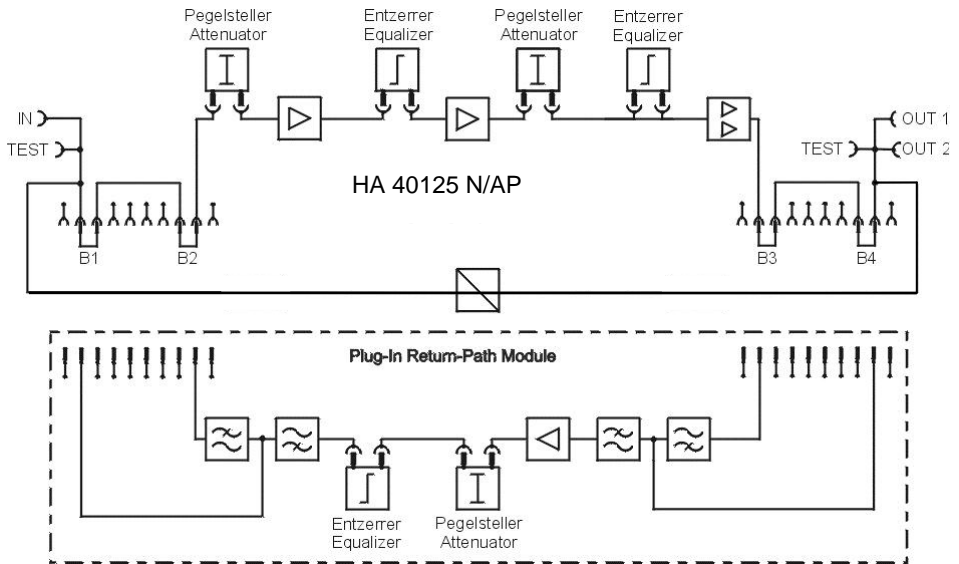 Pegelsteller
Attenuator
Entzerrer
Equalizer
Pegelsteller
Attenuator
Entzerrer
Equalizer
IN
TEST
TEST
OUT 1
OUT 2
HA 40125 N/AP
B1
B2
B3
B4
Plug-In Return-Path Module
Entzerrer
Equalizer
Pegelsteller
Attenuator